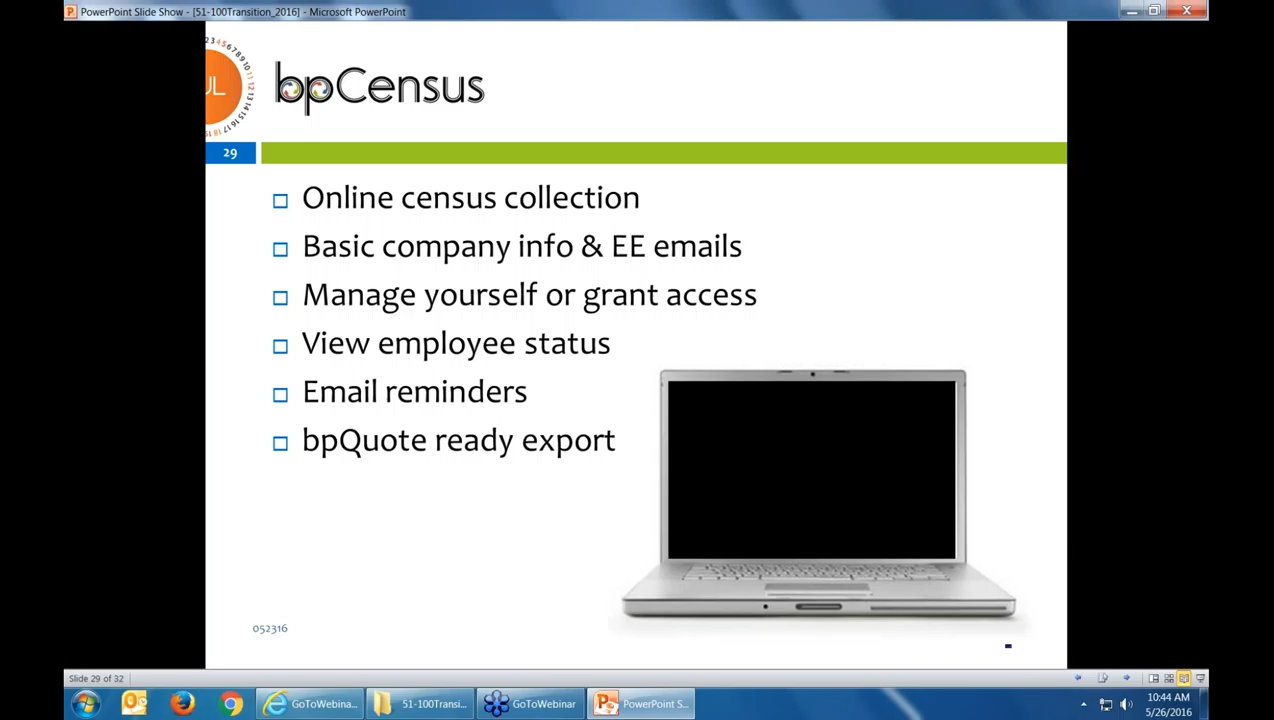 PowerPoint Slide Show - [51-100Transition_2016] - Microsoft PowerPoint
UL
bpCensus
29
Online census collection
Basic company info & EE emails
Manage yourself or grant access
View employee status
Email reminders
bpQuote ready export
052316
Slide 29 of 32
GoToWebina...
51-100Transi...
GoToWebinar
PowerPoint S...
10:44 AM
5/26/2016